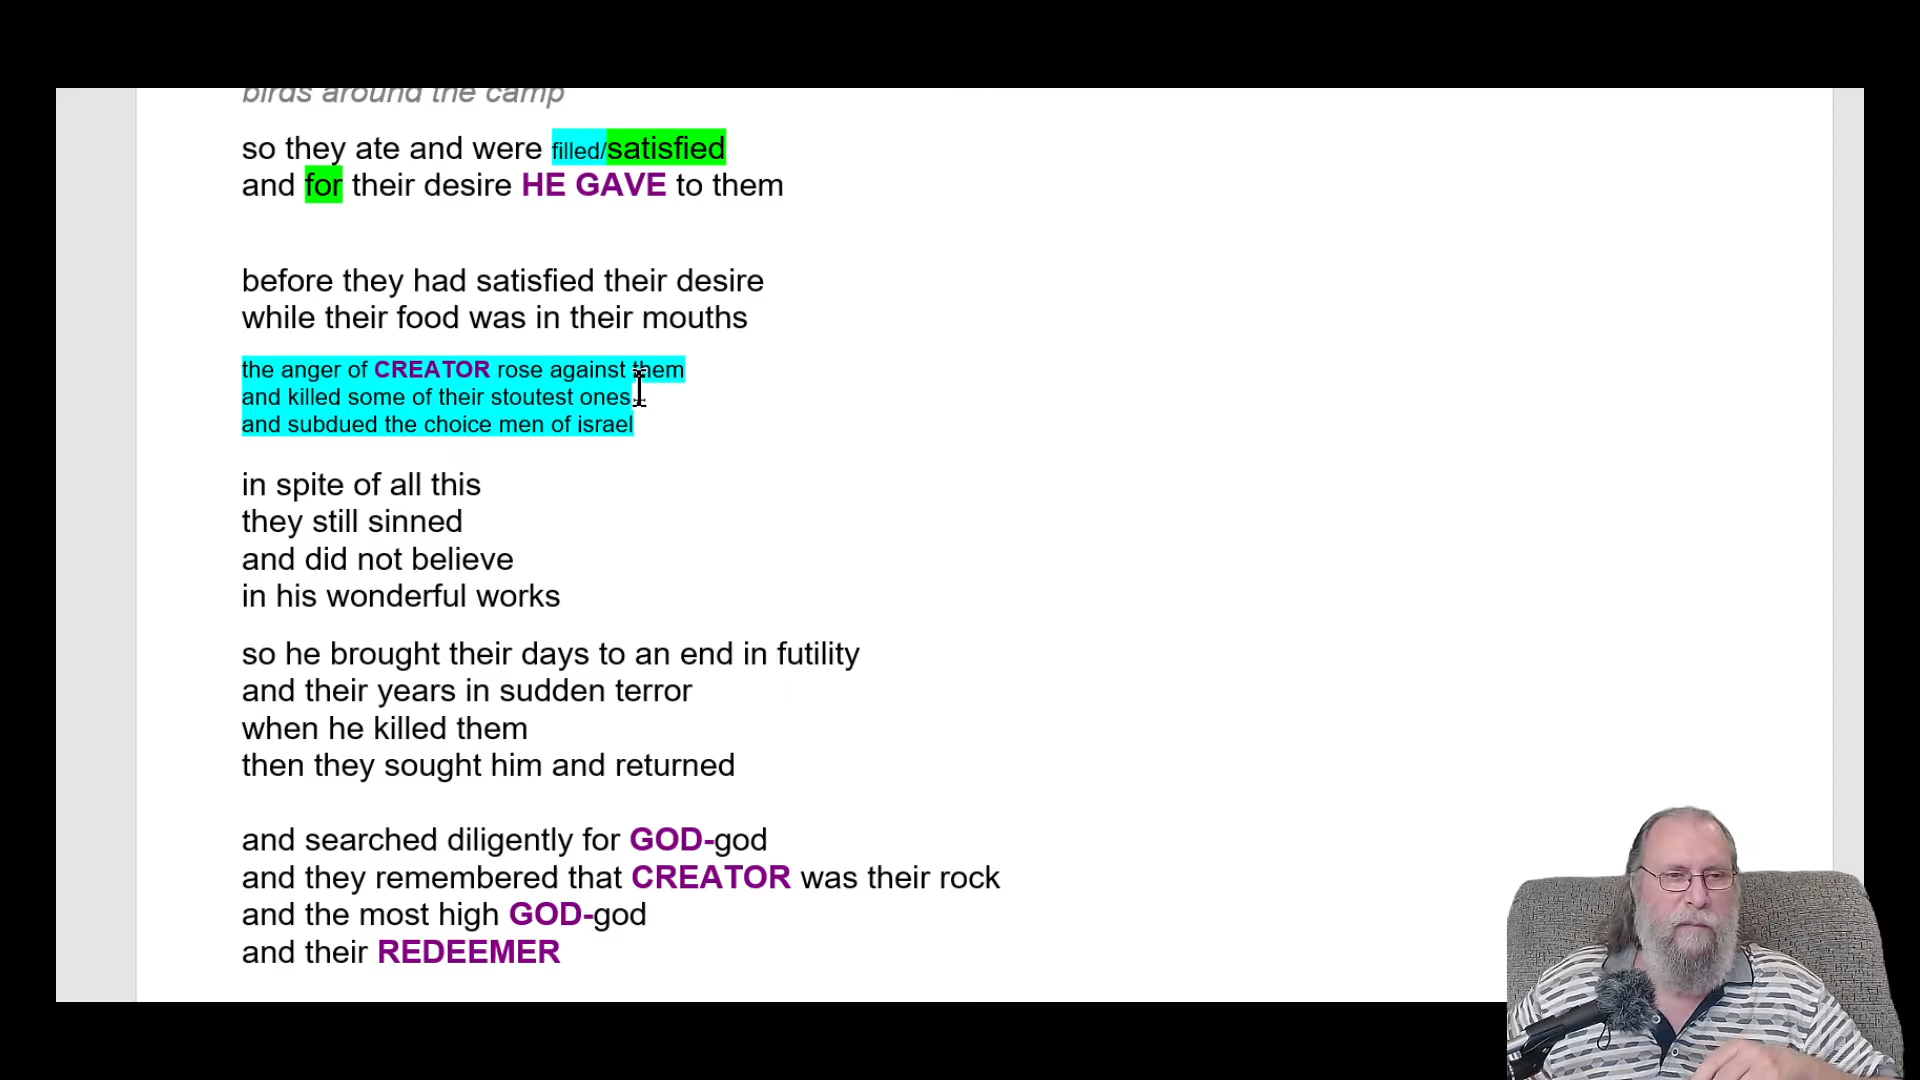 birds around the camp
so they ate and were filled/satisfied
and for their desire HE GAVE to them
before they had satisfied their desire
while their food was in their mouths
the anger of CREATOR rose against them
and killed some of their stoutest ones
and subdued the choice men of israel
in spite of all this
they still sinned
and did not believe
in his wonderful works
so he brought their days to an end in futility
and their years in sudden terror
when he killed them
then they sought him and returned
and searched diligently for GOD-god
and they remembered that CREATOR was their rock
and the most high GOD-god
and their REDEEMER